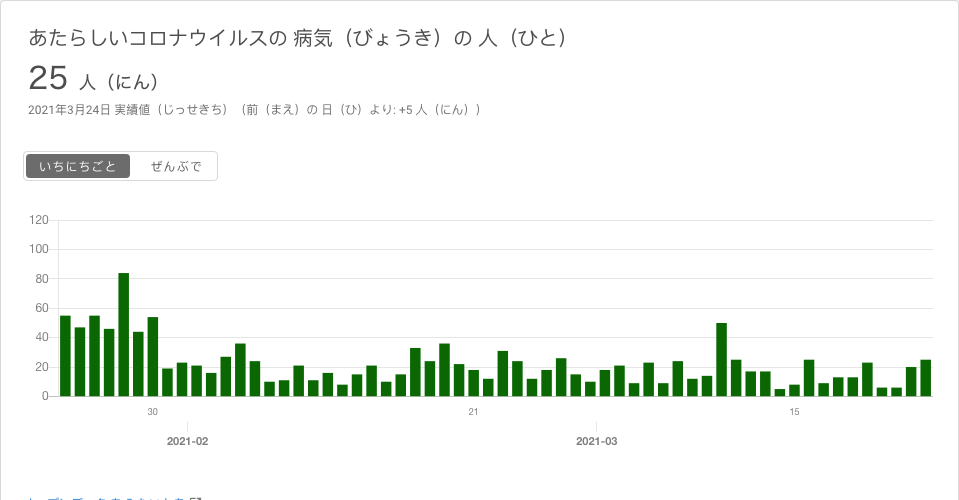 あたらしいコロナウイルスの 病気（びょうき）の 人（ひと）
25 人（にん）
2021年3月24日 実績値（じっせきち）（前（まえ）の 日（ひ）より: +5 人（にん））
いちにちごと ぜんぶで
120
100
80
60
40
20
0
30 21 15
2021-02 2021-03